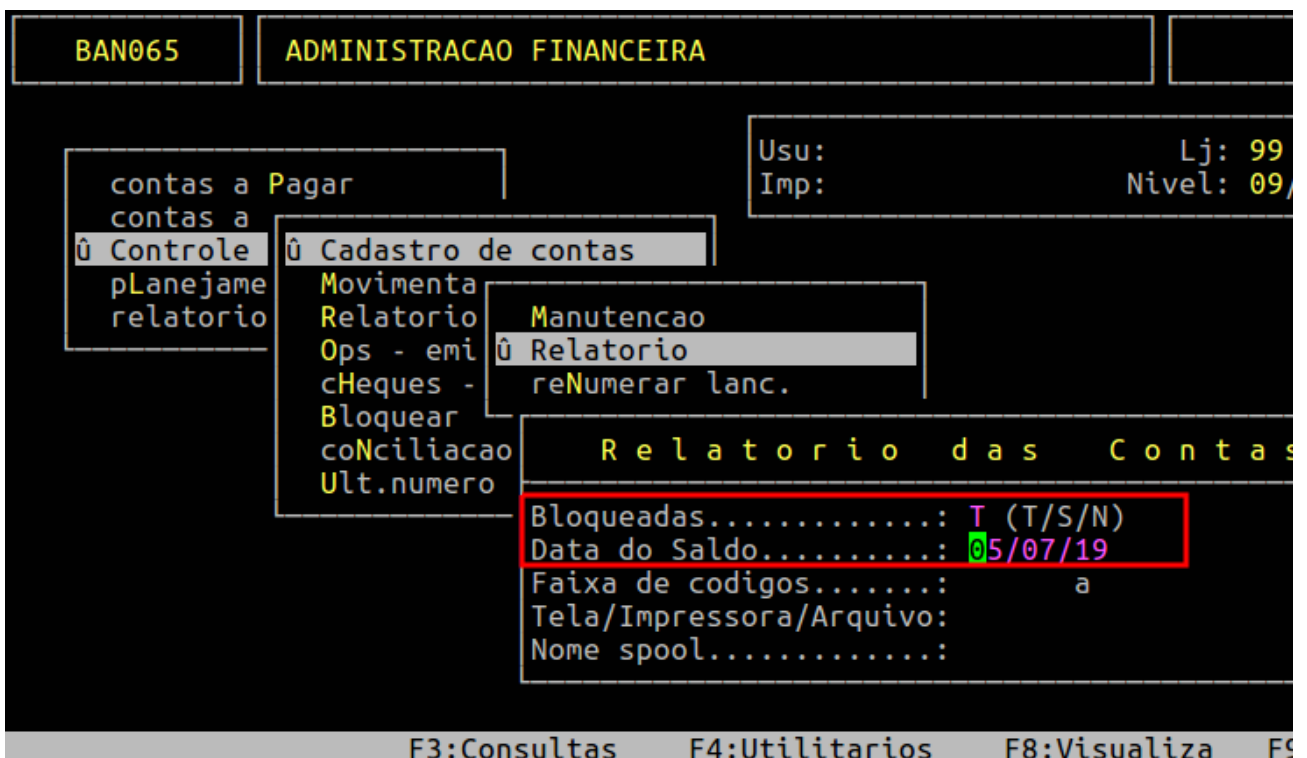 BAN065 ADMINISTRACAO FINANCEIRA
Usu: Lj: 99
Imp: Nivel: 09/
contas a Pagar
contas a
û Controle
pLanejame
relatorio
û Cadastro de contas
Movimenta
Relatorio
Ops - emi
cHeques -
Bloquear
coNciliacao
Ult.numero
Manutencao
û Relatorio
reNumerar lanc.
R e l a t o r i o   d a s   C o n t a s
Bloqueadas.............: T (T/S/N)
Data do Saldo..........: 05/07/19
Faixa de codigos.......: a
Tela/Impressora/Arquivo:
Nome spool.............:
F3:Consultas F4:Utilitarios F8:Visualiza F9